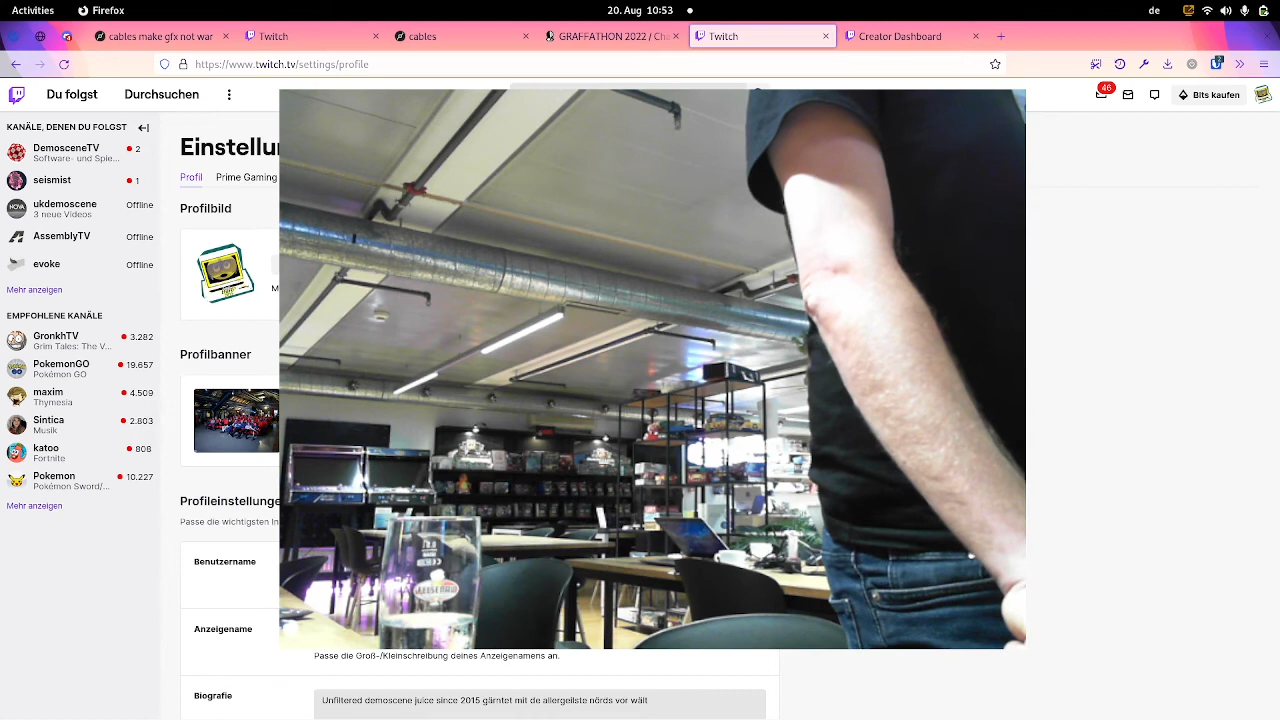 Activities
Firefox
20. Aug 10:53
de
cables make gfx not war
Twitch
cables
GRAFFATHON 2022 / Cha
Twitch
Creator Dashboard
https://www.twitch.tv/settings/profile
Du folgst
Durchsuchen
46
Bits kaufen
KANÄLE, DENEN DU FOLGST
DemosceneTV
2
Software- und Spie...
seismist
1
ukdemoscene
Offline
3 neue Videos
AssemblyTV
Offline
evoke
Offline
Mehr anzeigen
EMPFOHLENE KANÄLE
GronkhTV
3.282
Grim Tales: The V...
PokemonGO
19.657
Pokémon GO
maxim
4.509
Thymesia
Sintica
2.803
Musik
katoo
808
Fortnite
Pokemon
10.227
Pokémon Sword/...
Mehr anzeigen
Einstellu
Profil
Prime Gaming
Profilbild
M
Profilbanner
Profileinstellunge
Passe die wichtigsten In
Benutzername
Anzeigename
Passe die Groß-/Kleinschreibung deines Anzeigenamens an.
Biografie
Unfiltered demoscene juice since 2015 gärntet mit de allergeilste nörds vor wält